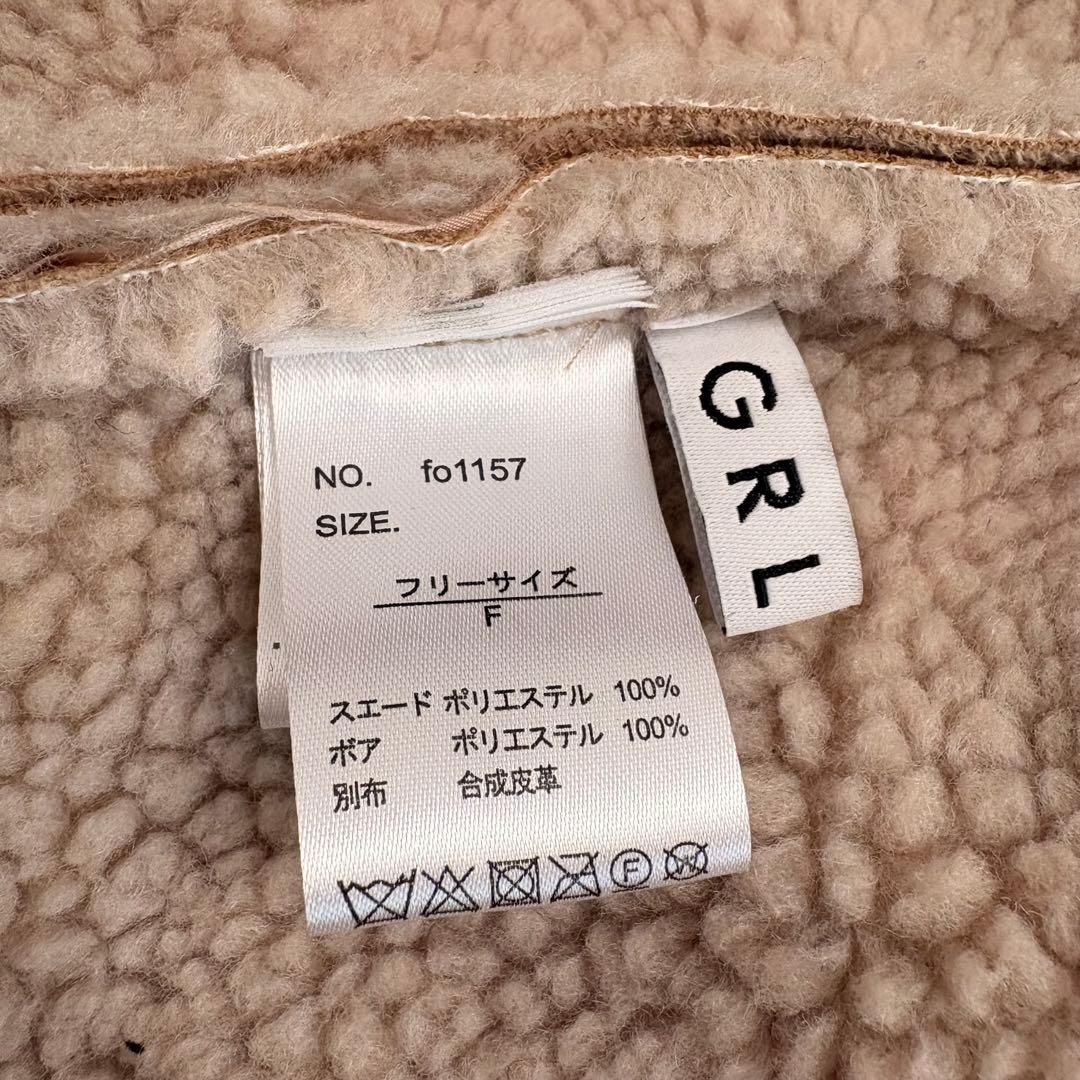 NO. fo1157
SIZE.
フリーサイズ
F
スエード ポリエステル 100%
ボア ポリエステル 100%
別布 合成皮革
F
GRL